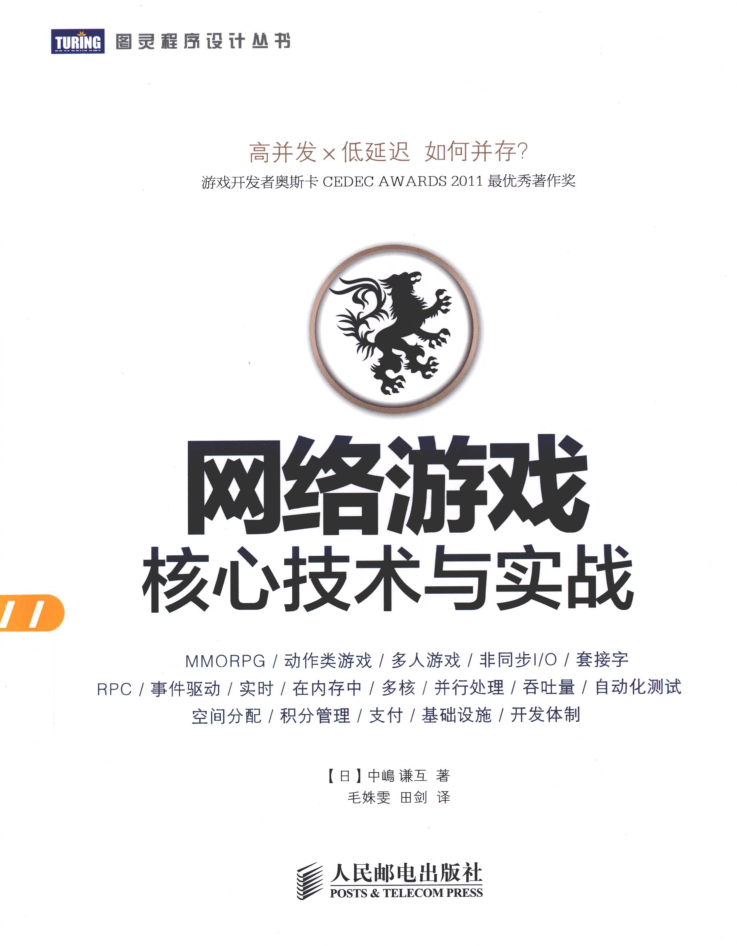 TURING 图灵程序设计丛书
高并发×低延迟 如何并存?
游戏开发者奥斯卡 CEDEC AWARDS 2011 最优秀著作奖
网络游戏
核心技术与实战
MMORPG / 动作类游戏 / 多人游戏 / 非同步I/O / 套接字
RPC / 事件驱动 / 实时 / 在内存中 / 多核 / 并行处理 / 吞吐量 / 自动化测试
空间分配 / 积分管理 / 支付 / 基础设施 / 开发体制
【日】中嶋 谦互 著
毛姝雯 田剑 译
人民邮电出版社
POSTS & TELECOM PRESS